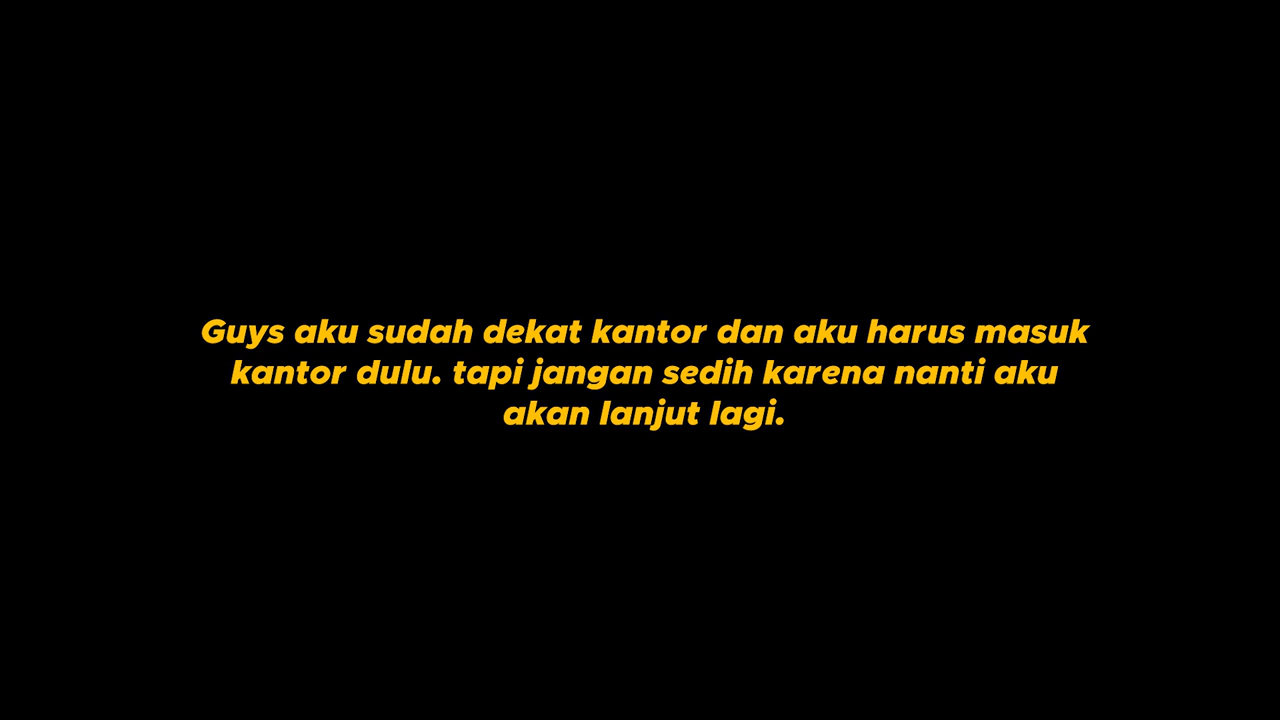 Guys aku sudah dekat kantor dan aku harus masuk
kantor dulu. tapi jangan sedih karena nanti aku
akan lanjut lagi.